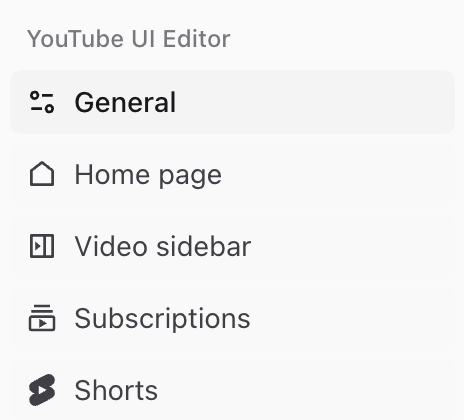 YouTube UI Editor
General
Home page
Video sidebar
Subscriptions
Shorts